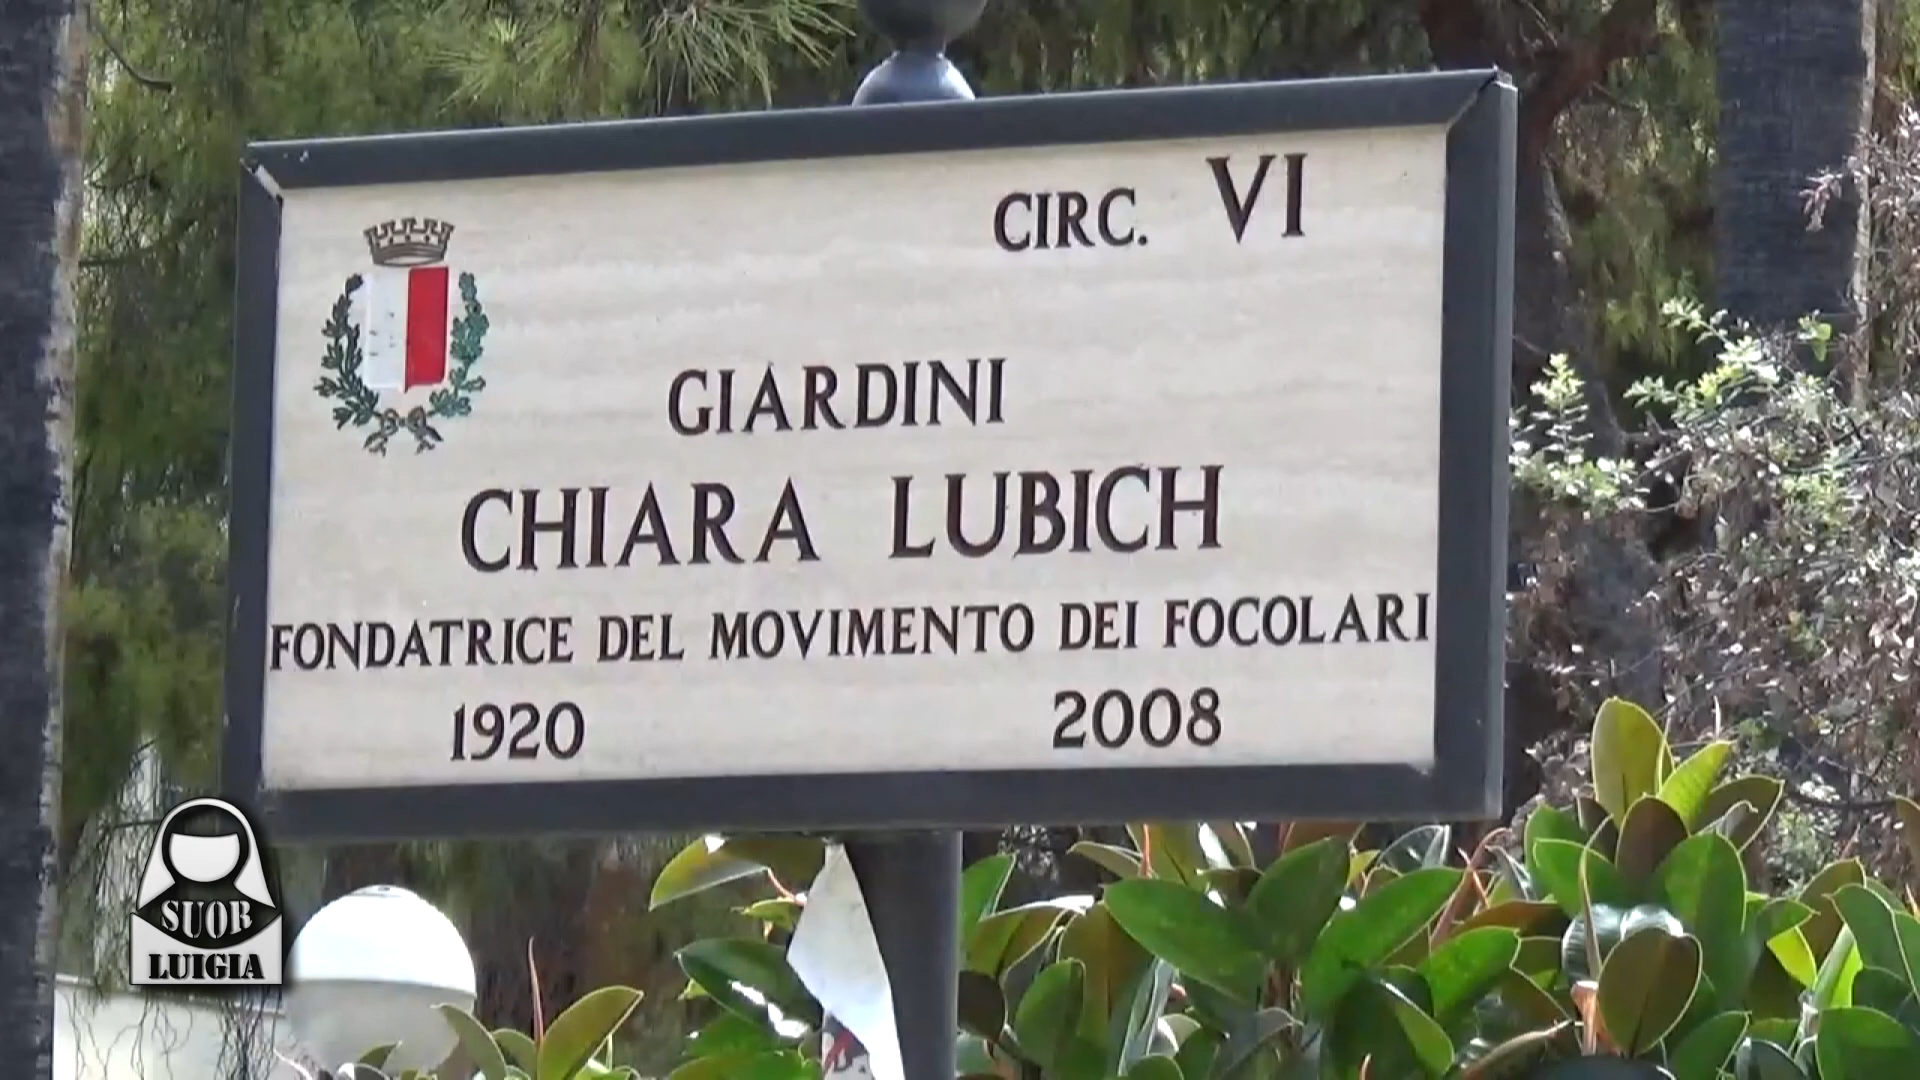 CIRC. VI
GIARDINI
CHIARA LUBICH
FONDATRICE DEL MOVIMENTO DEI FOCOLARI
1920 2008
SUOR
LUIGIA